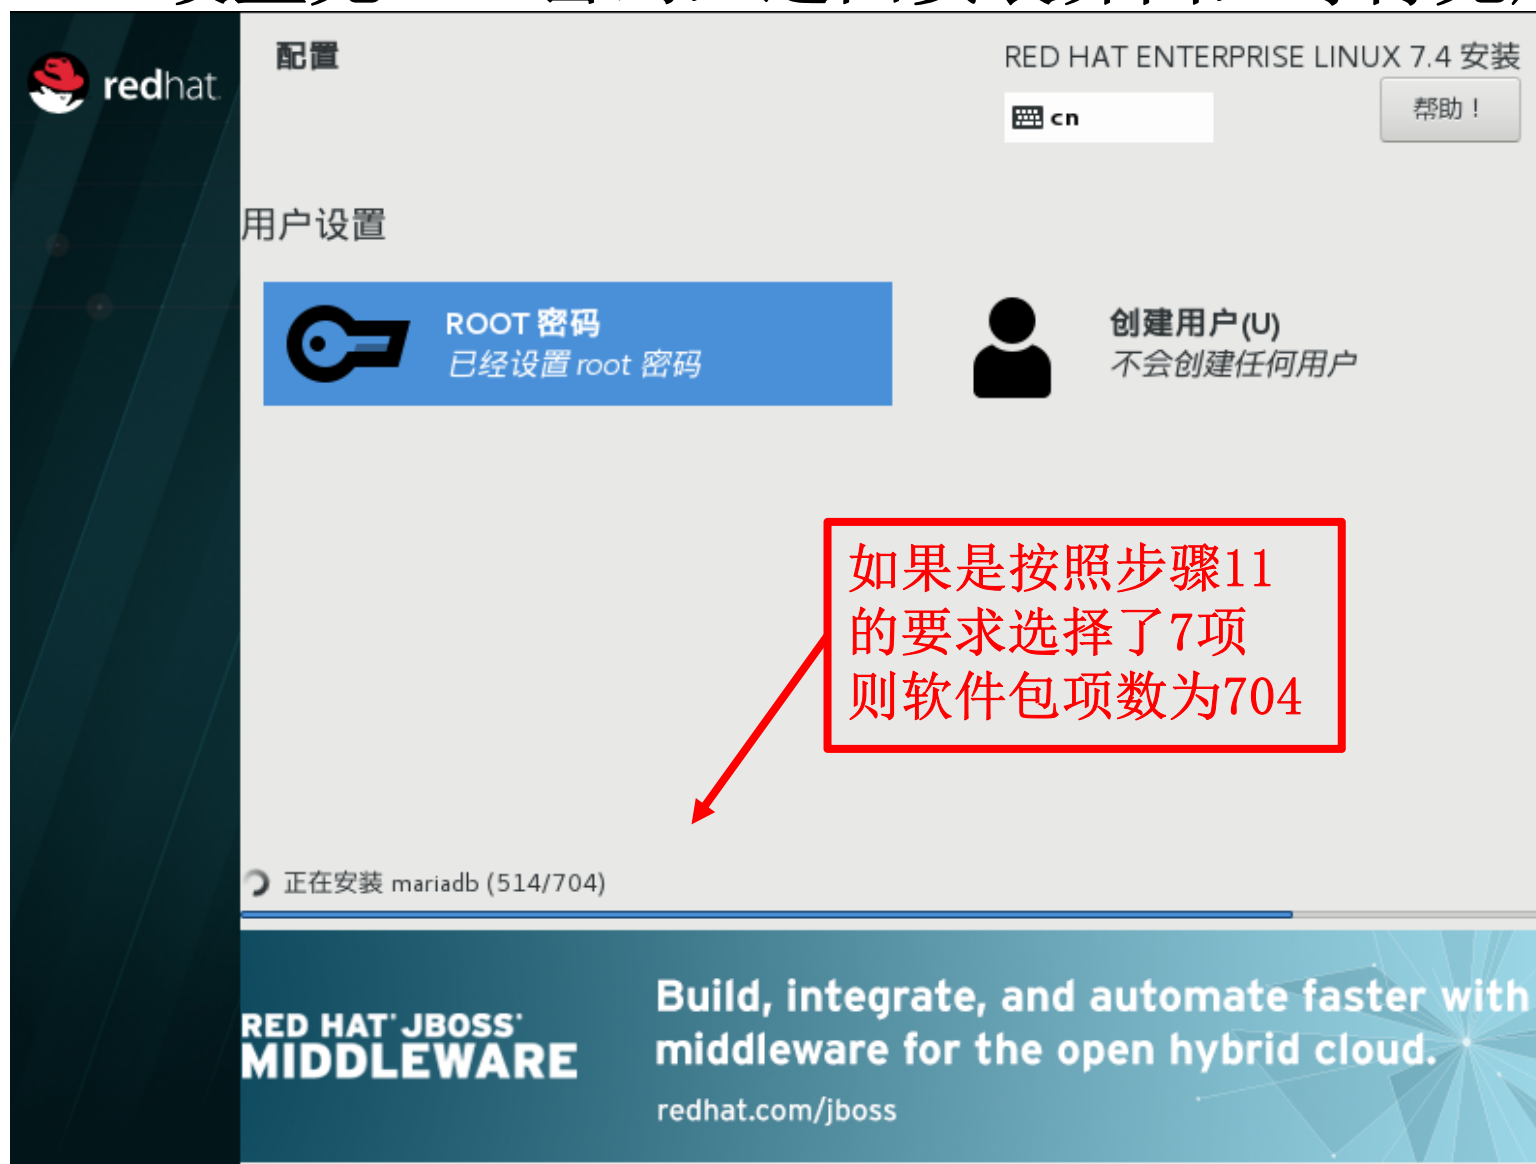 配置
RED HAT ENTERPRISE LINUX 7.4 安装
redhat.
cn
帮助！
用户设置
ROOT 密码
已经设置 root 密码
创建用户(U)
不会创建任何用户
如果是按照步骤11
的要求选择了7项
则软件包项数为704
正在安装 mariadb (514/704)
RED HAT JBOSS
MIDDLEWARE
Build, integrate, and automate faster with
middleware for the open hybrid cloud.
redhat.com/jboss